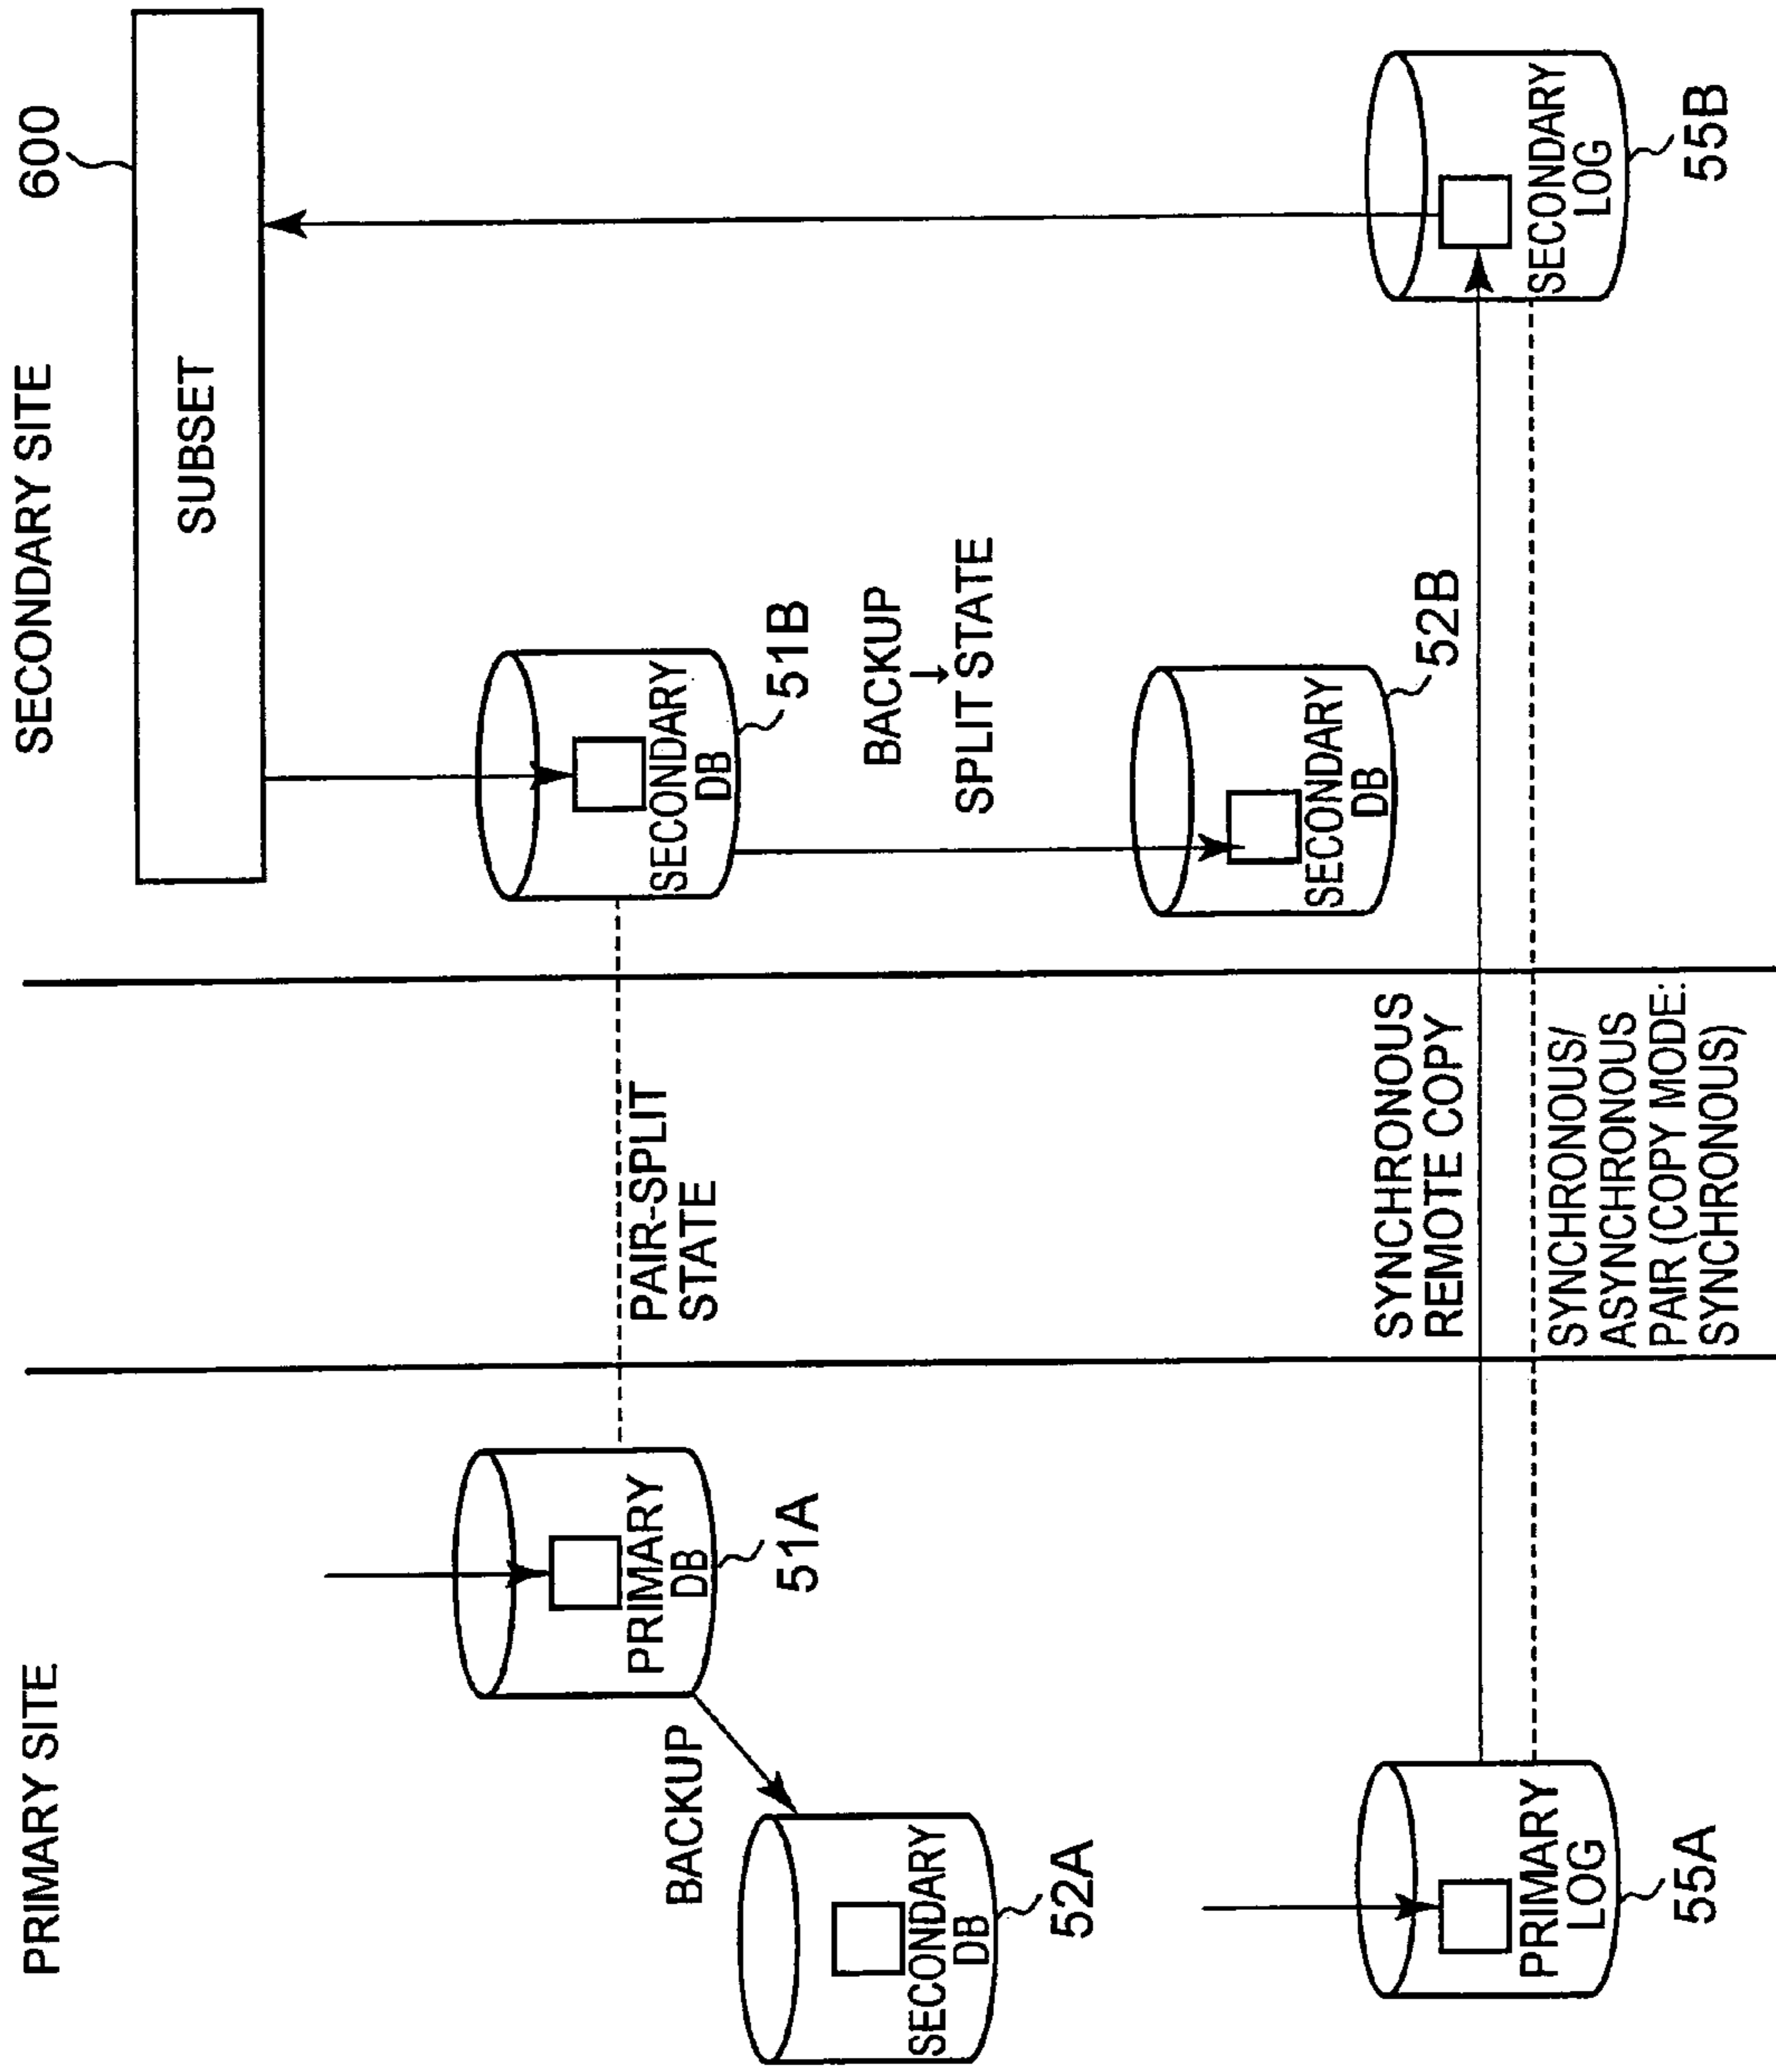 PRIMARY SITE
SECONDARY SITE
600
SUBSET
PRIMARY
DB
51A
BACKUP
SECONDARY
DB
52A
PAIR-SPLIT
STATE
SECONDARY
DB
51B
BACKUP
↓
SPLIT STATE
SECONDARY
DB
52B
PRIMARY
LOG
55A
SYNCHRONOUS
REMOTE COPY
SYNCHRONOUS/
ASYNCHRONOUS
PAIR (COPY MODE:
SYNCHRONOUS)
SECONDARY
LOG
55B